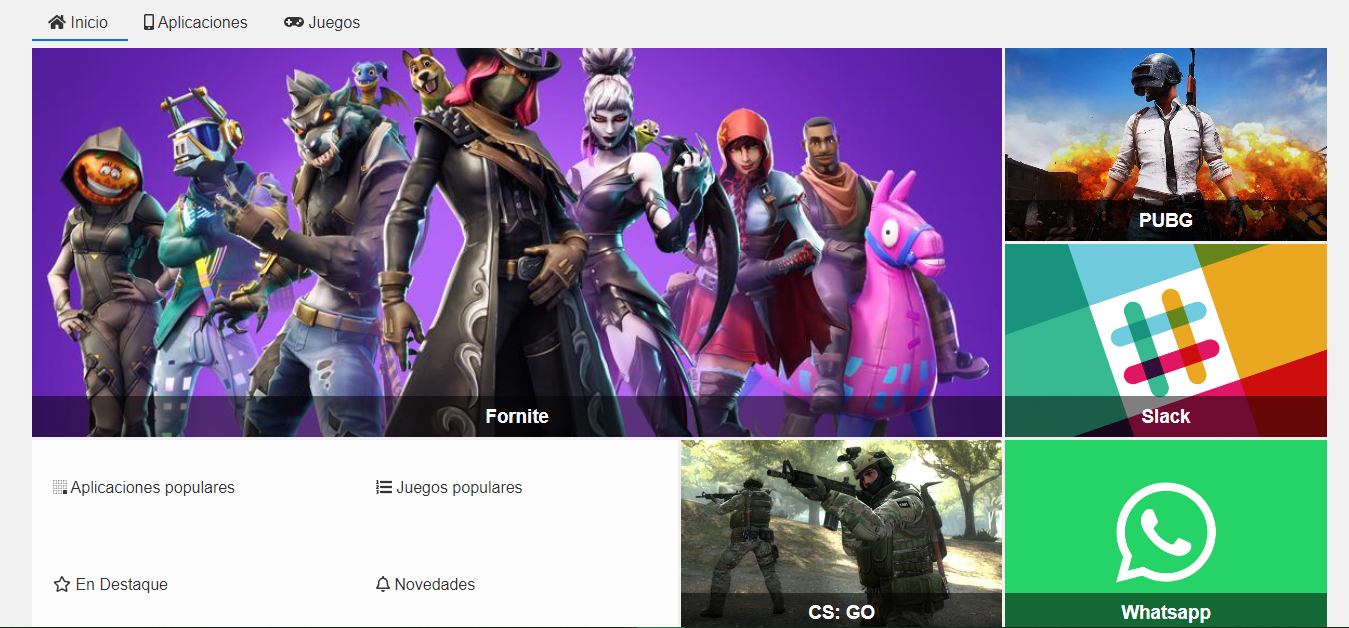 Inicio
Aplicaciones
Juegos
Fornite
PUBG
Slack
Aplicaciones populares
Juegos populares
En Destaque
Novedades
CS: GO
Whatsapp